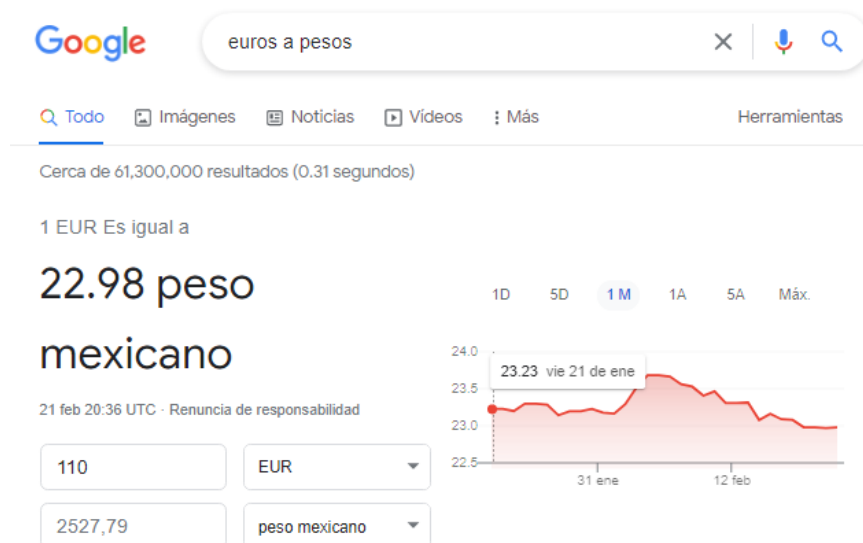 Google
euros a pesos
Todo
Imágenes
Noticias
Vídeos
Más
Herramientas
Cerca de 61,300,000 resultados (0.31 segundos)
1 EUR Es igual a
22.98 peso
mexicano
21 feb 20:36 UTC · Renuncia de responsabilidad
110
EUR
2527,79
peso mexicano
1D
5D
1 M
1A
5A
Máx.
24.0
23.5
23.0
22.5
23.23 vie 21 de ene
31 ene
12 feb